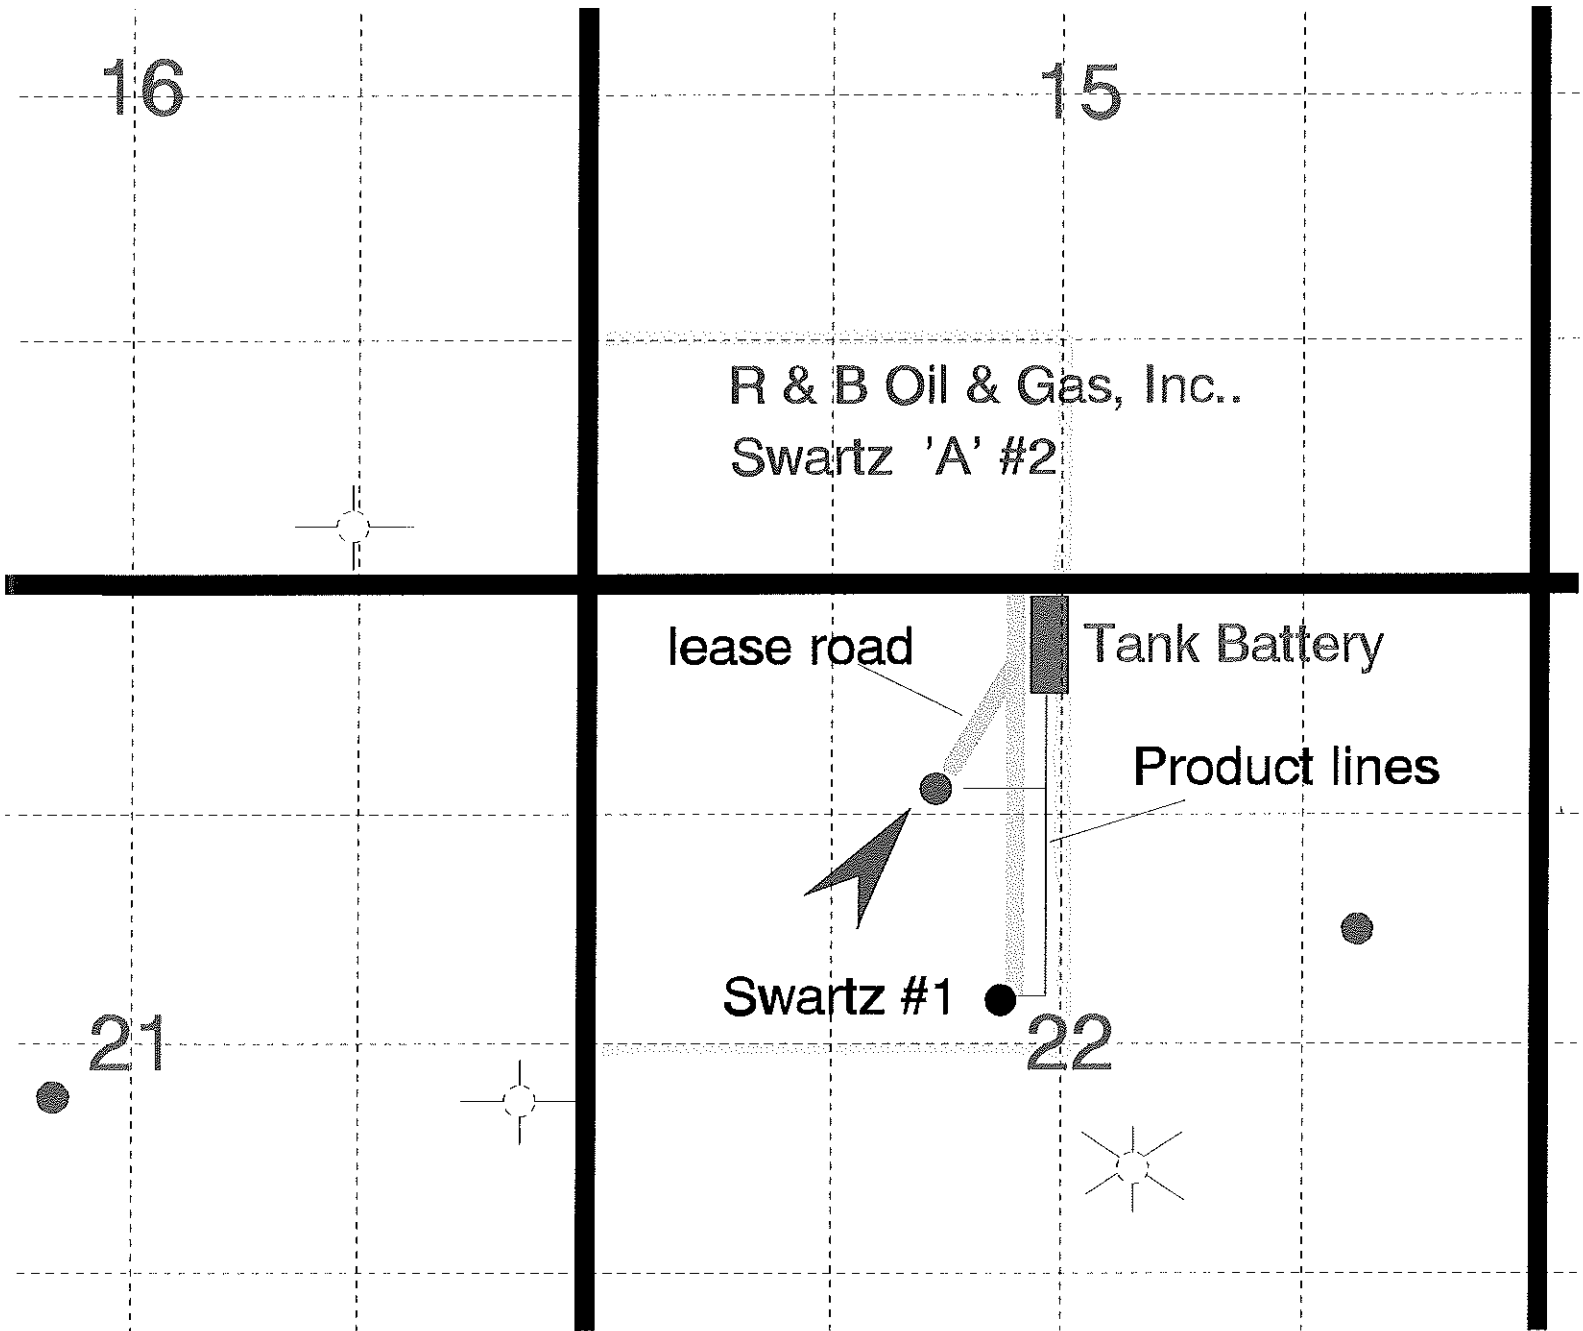 16
15
R & B Oil & Gas, Inc..
Swartz 'A' #2
lease road
Tank Battery
Product lines
Swartz #1
21
22